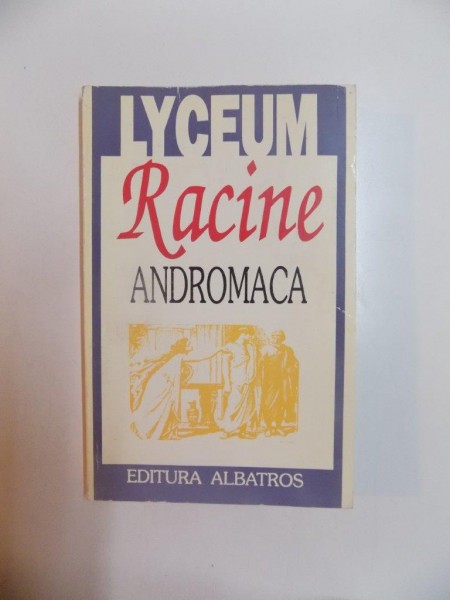 LYCEUM
Racine
ANDROMACA
EDITURA ALBATROS